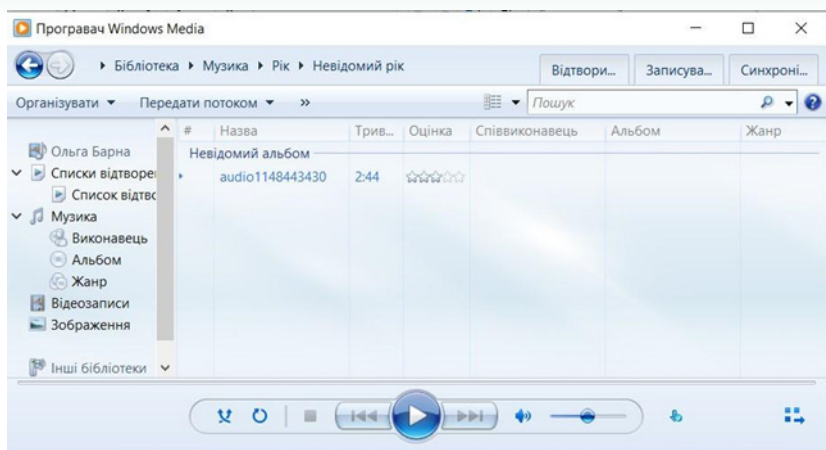 Програвач Windows Media
Бібліотека Музика Рік Невідомий рік
Відтвори... Записува... Синхроні...
Організувати Передати потоком » Пошук
# Назва Трив... Оцінка Співвиконавець Альбом Жанр
Ольга Барна
Невідомий альбом
Списки відтворе
audio1148443430 2:44
Список відтвс
Музика
Виконавець
Альбом
Жанр
Відеозаписи
Зображення
Інші бібліотеки